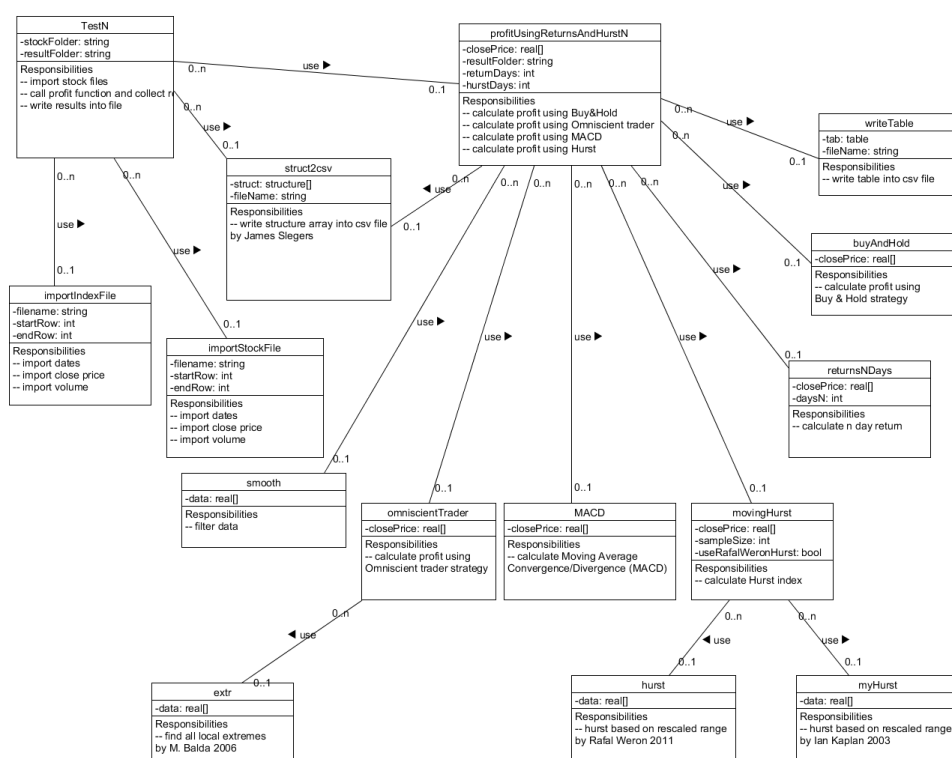 TestN
-stockFolder: string
-resultFolder: string
Responsibilities
-- import stock files
-- call profit function and collect re
-- write results into file
profitUsingReturnsAndHurstN
-closePrice: real[]
-resultFolder: string
-returnDays: int
-hurstDays: int
Responsibilities
-- calculate profit using Buy&Hold
-- calculate profit using Omniscient trader
-- calculate profit using MACD
-- calculate profit using Hurst
0..n
use ►
0..1
0..n
use ►
0..1
0..n
use ►
0..1
0..n
use ►
0..1
writeTable
-tab: table
-fileName: string
Responsibilities
-- write table into csv file
0..n
use ►
0..1
struct2csv
-struct: structure[]
-fileName: string
Responsibilities
-- write structure array into csv file
by James Slegers
0..n
◄ use
0..1
0..n
use ►
0..1
buyAndHold
-closePrice: real[]
Responsibilities
-- calculate profit using
Buy & Hold strategy
0..n
use ►
0..1
importIndexFile
-filename: string
-startRow: int
-endRow: int
Responsibilities
-- import dates
-- import close price
-- import volume
importStockFile
-filename: string
-startRow: int
-endRow: int
Responsibilities
-- import dates
-- import close price
-- import volume
0..n
use ►
0..1
returnsNDays
-closePrice: real[]
-daysN: int
Responsibilities
-- calculate n day return
0..n
use ►
0..1
0..n
use ►
0..1
0..n
use ►
0..1
smooth
-data: real[]
Responsibilities
-- filter data
omniscientTrader
-closePrice: real[]
Responsibilities
-- calculate profit using
Omniscient trader strategy
MACD
-closePrice: real[]
Responsibilities
-- calculate Moving Average
Convergence/Divergence (MACD)
movingHurst
-closePrice: real[]
-sampleSize: int
-useRafalWeronHurst: bool
Responsibilities
-- calculate Hurst index
0..n
◄ use
0..1
0..n
◄ use
0..1
0..n
use ►
0..1
extr
-data: real[]
Responsibilities
-- find all local extremes
by M. Balda 2006
hurst
-data: real[]
Responsibilities
-- hurst based on rescaled range
by Rafal Weron 2011
myHurst
-data: real[]
Responsibilities
-- hurst based on rescaled range
by Ian Kaplan 2003